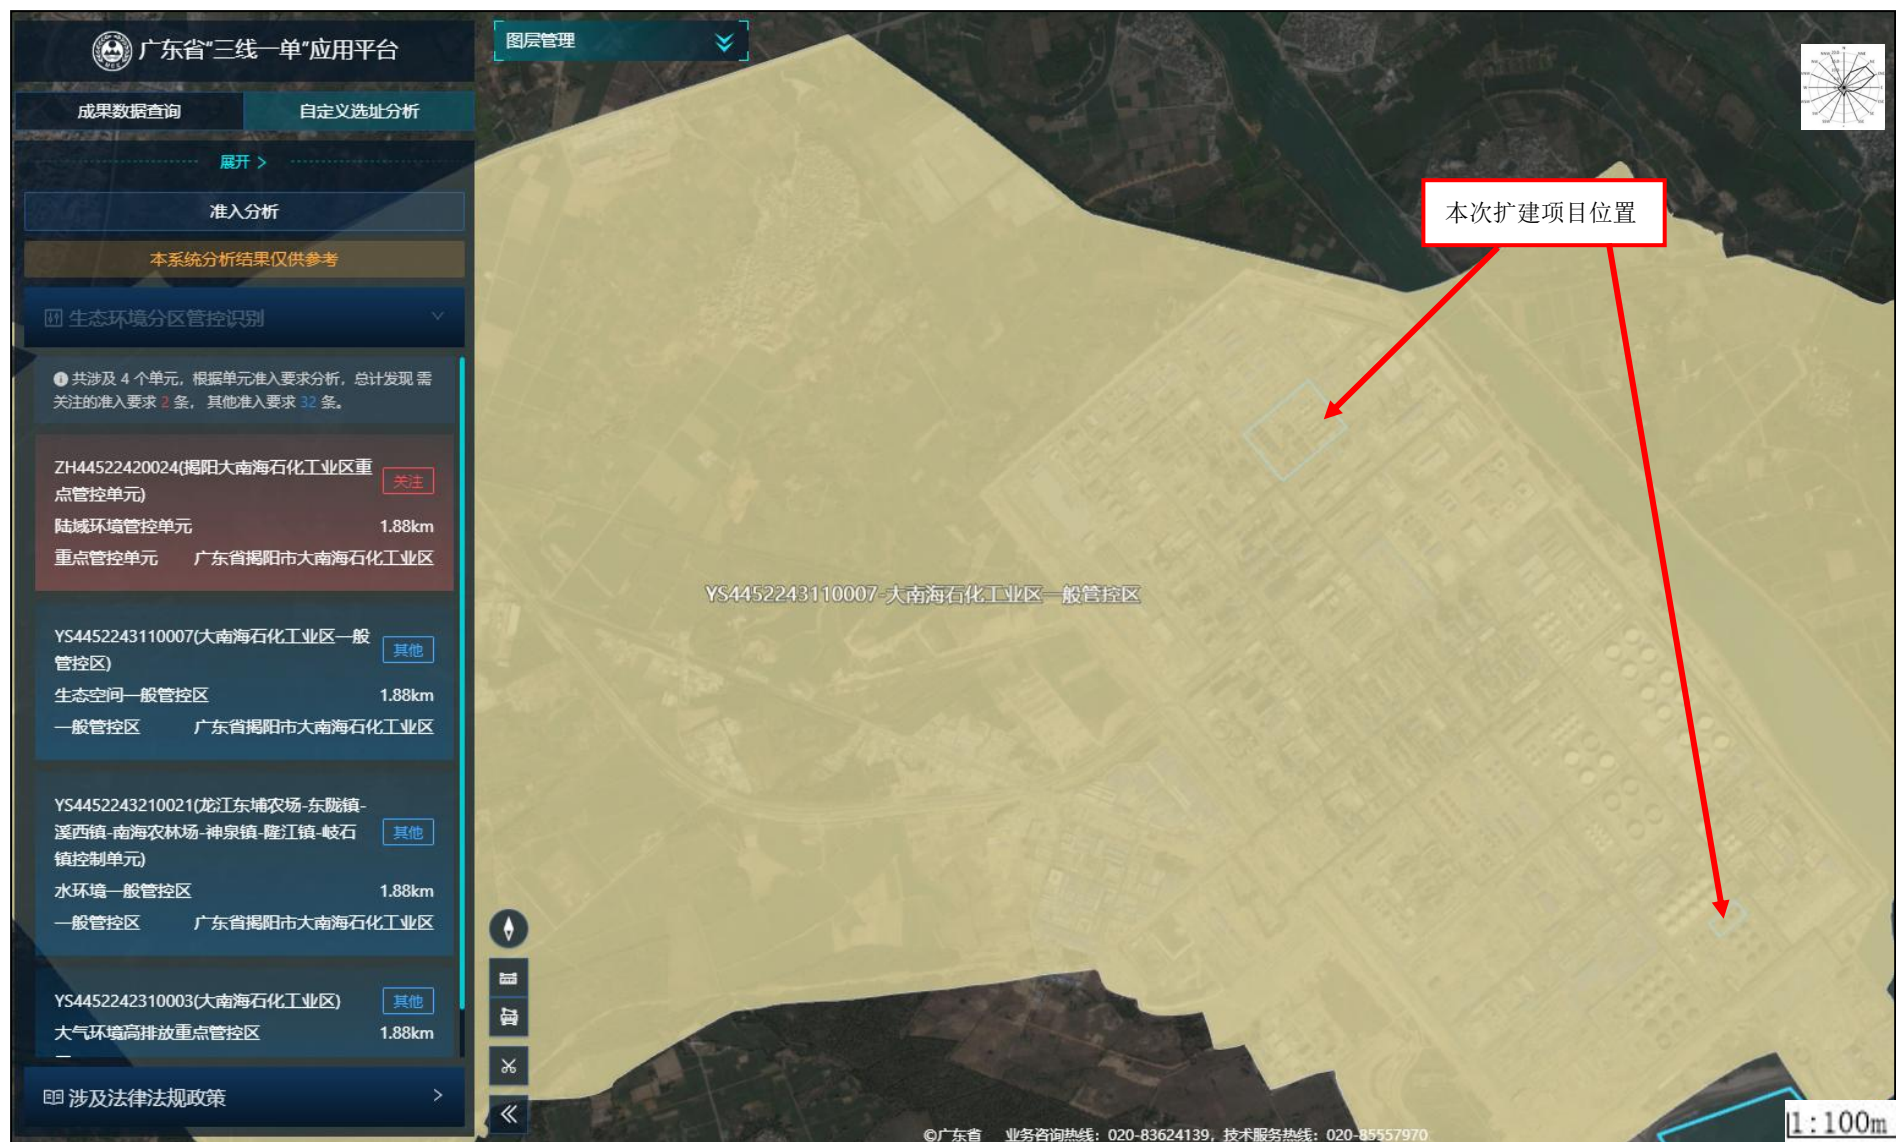 广东省“三线一单”应用平台
成果数据查询
自定义选址分析
展开 >
准入分析
本系统分析结果仅供参考
生态环境分区管控识别
共涉及 4 个单元，根据单元准入要求分析，总计发现 需
关注的准入要求 2 条， 其他准入要求 32 条。
ZH44522420024(揭阳大南海石化工业区重
点管控单元)
关注
陆域环境管控单元 1.88km
重点管控单元 广东省揭阳市大南海石化工业区
YS4452243110007(大南海石化工业区一般
管控区)
其他
生态空间一般管控区 1.88km
一般管控区 广东省揭阳市大南海石化工业区
YS4452243210021(龙江东埔农场-东陇镇-
溪西镇-南海农林场-神泉镇-隆江镇-岐石
镇控制单元)
其他
水环境一般管控区 1.88km
一般管控区 广东省揭阳市大南海石化工业区
YS4452242310003(大南海石化工业区)
其他
大气环境高排放重点管控区 1.88km
涉及法律法规政策 >
图层管理
本次扩建项目位置
YS4452243110007-大南海石化工业区一般管控区
©广东省 业务咨询热线：020-83624139，技术服务热线：020-85557970
1:100m